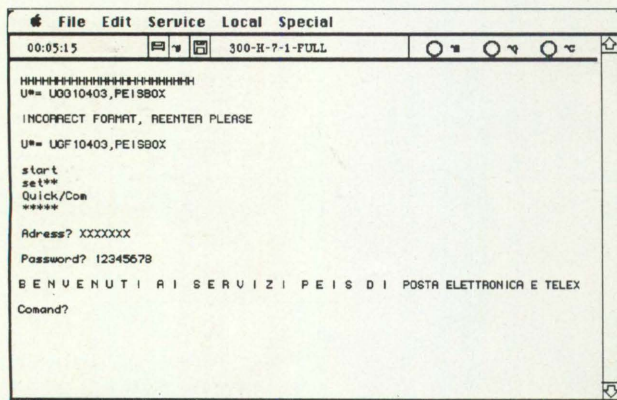 File Edit Service Local Special
00:05:15 300-H-7-1-FULL
HHHHHHHHHHHHHHHHHHHHHHHHH
U*= UGG10403,PEISBOX
INCORRECT FORMAT, REENTER PLEASE
U*= UGF10403,PEISBOX
start
set**
Quick/Com
*****
Adress? XXXXXXX
Password? 12345678
B E N V E N U T I A I S E R V I Z I P E I S D I POSTA ELETTRONICA E TELEX
Comand?